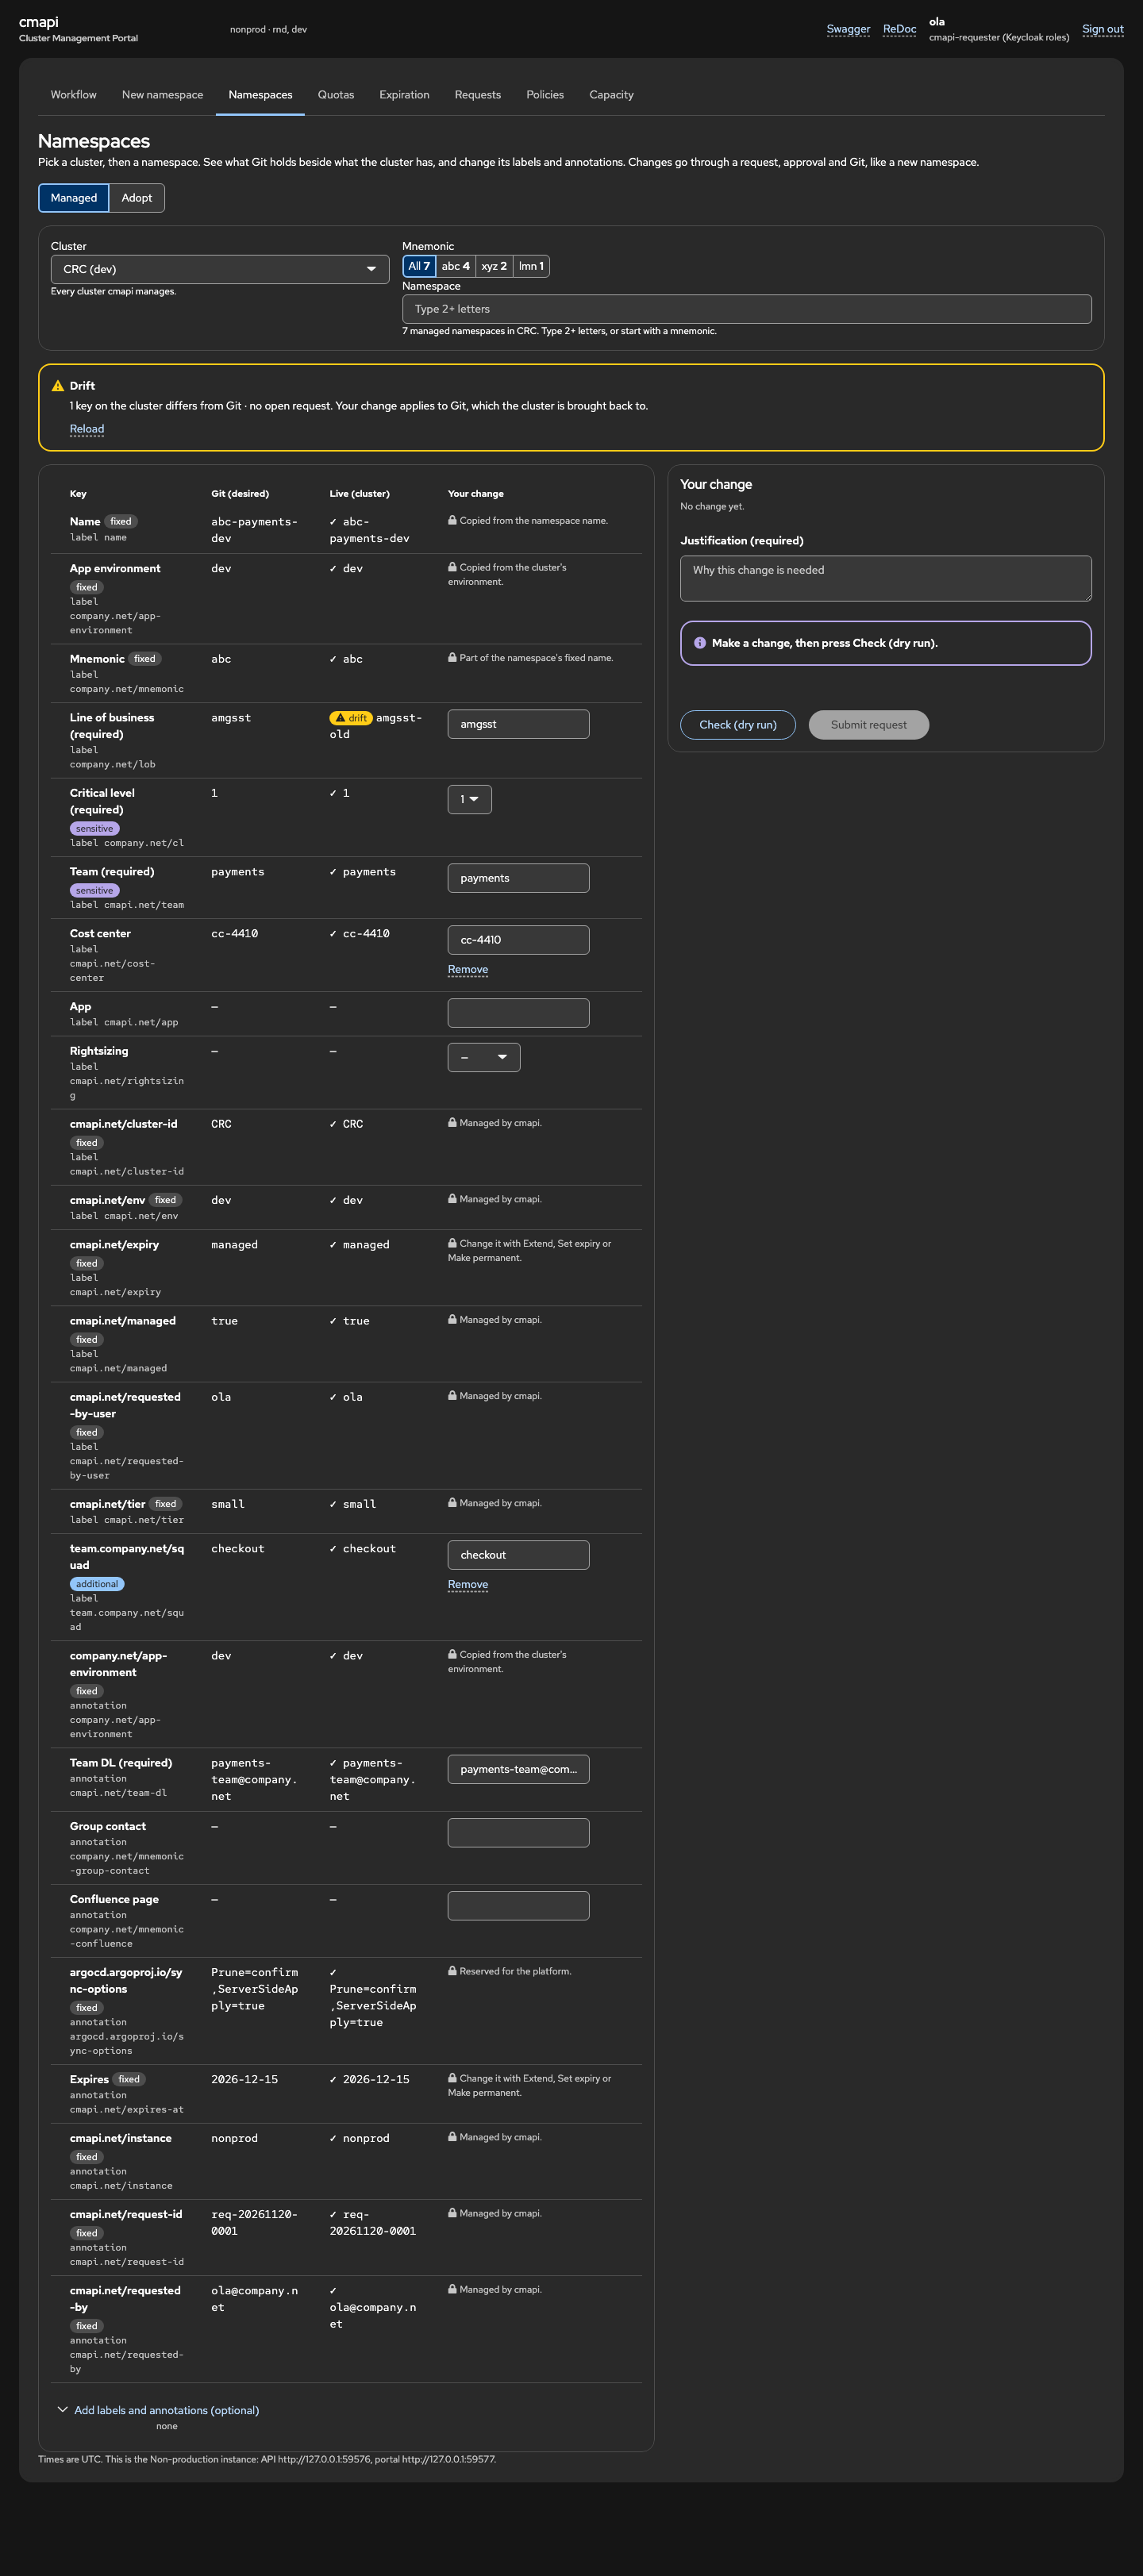 cmapi
Cluster Management Portal
nonprod · rnd, dev
Swagger
ReDoc
ola
cmapi-requester (Keycloak roles)
Sign out
Workflow
New namespace
Namespaces
Quotas
Expiration
Requests
Policies
Capacity
Namespaces
Pick a cluster, then a namespace. See what Git holds beside what the cluster has, and change its labels and annotations. Changes go through a request, approval and Git, like a new namespace.
Managed
Adopt
Cluster
CRC (dev)
Every cluster cmapi manages.
Mnemonic
All 7
abc 4
xyz 2
lmn 1
Namespace
Type 2+ letters
7 managed namespaces in CRC. Type 2+ letters, or start with a mnemonic.
Drift
1 key on the cluster differs from Git · no open request. Your change applies to Git, which the cluster is brought back to.
Reload
Key
Git (desired)
Live (cluster)
Your change
Name fixed
label name
abc-payments-
dev
✓ abc-
payments-dev
Copied from the namespace name.
App environment
fixed
label
company.net/app-
environment
dev
✓ dev
Copied from the cluster's
environment.
Mnemonic fixed
label
company.net/mnemonic
abc
✓ abc
Part of the namespace's fixed name.
Line of business
(required)
label
company.net/lob
amgsst
drift amgsst-
old
amgsst
Critical level
(required)
sensitive
label company.net/cl
1
✓ 1
1
Team (required)
sensitive
label cmapi.net/team
payments
✓ payments
payments
Cost center
label
cmapi.net/cost-
center
cc-4410
✓ cc-4410
cc-4410
Remove
App
label cmapi.net/app
—
—
Rightsizing
label
cmapi.net/rightsizin
g
—
—
—
cmapi.net/cluster-id
fixed
label
cmapi.net/cluster-id
CRC
✓ CRC
Managed by cmapi.
cmapi.net/env fixed
label cmapi.net/env
dev
✓ dev
Managed by cmapi.
cmapi.net/expiry
fixed
label
cmapi.net/expiry
managed
✓ managed
Change it with Extend, Set expiry or
Make permanent.
cmapi.net/managed
fixed
label
cmapi.net/managed
true
✓ true
Managed by cmapi.
cmapi.net/requested
-by-user
fixed
label
cmapi.net/requested-
by-user
ola
✓ ola
Managed by cmapi.
cmapi.net/tier fixed
label cmapi.net/tier
small
✓ small
Managed by cmapi.
team.company.net/sq
uad
additional
label
team.company.net/squ
ad
checkout
✓ checkout
checkout
Remove
company.net/app-
environment
fixed
annotation
company.net/app-
environment
dev
✓ dev
Copied from the cluster's
environment.
Team DL (required)
annotation
cmapi.net/team-dl
payments-
team@company.
net
✓ payments-
team@company.
net
payments-team@com...
Group contact
annotation
company.net/mnemonic
-group-contact
—
—
Confluence page
annotation
company.net/mnemonic
-confluence
—
—
argocd.argoproj.io/sy
nc-options
fixed
annotation
argocd.argoproj.io/s
ync-options
Prune=confirm
,ServerSideAp
ply=true
✓
Prune=confirm
,ServerSideAp
ply=true
Reserved for the platform.
Expires fixed
annotation
cmapi.net/expires-at
2026-12-15
✓ 2026-12-15
Change it with Extend, Set expiry or
Make permanent.
cmapi.net/instance
fixed
annotation
cmapi.net/instance
nonprod
✓ nonprod
Managed by cmapi.
cmapi.net/request-id
fixed
annotation
cmapi.net/request-id
req-20261120-
0001
✓ req-
20261120-0001
Managed by cmapi.
cmapi.net/requested
-by
fixed
annotation
cmapi.net/requested-
by
ola@company.n
et
✓
ola@company.n
et
Managed by cmapi.
Add labels and annotations (optional)
none
Your change
No change yet.
Justification (required)
Why this change is needed
Make a change, then press Check (dry run).
Check (dry run)
Submit request
Times are UTC. This is the Non-production instance: API http://127.0.0.1:59576, portal http://127.0.0.1:59577.